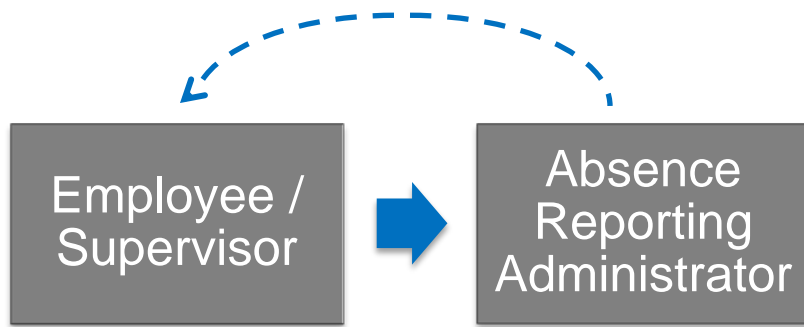 Employee /
Supervisor
Absence
Reporting
Administrator